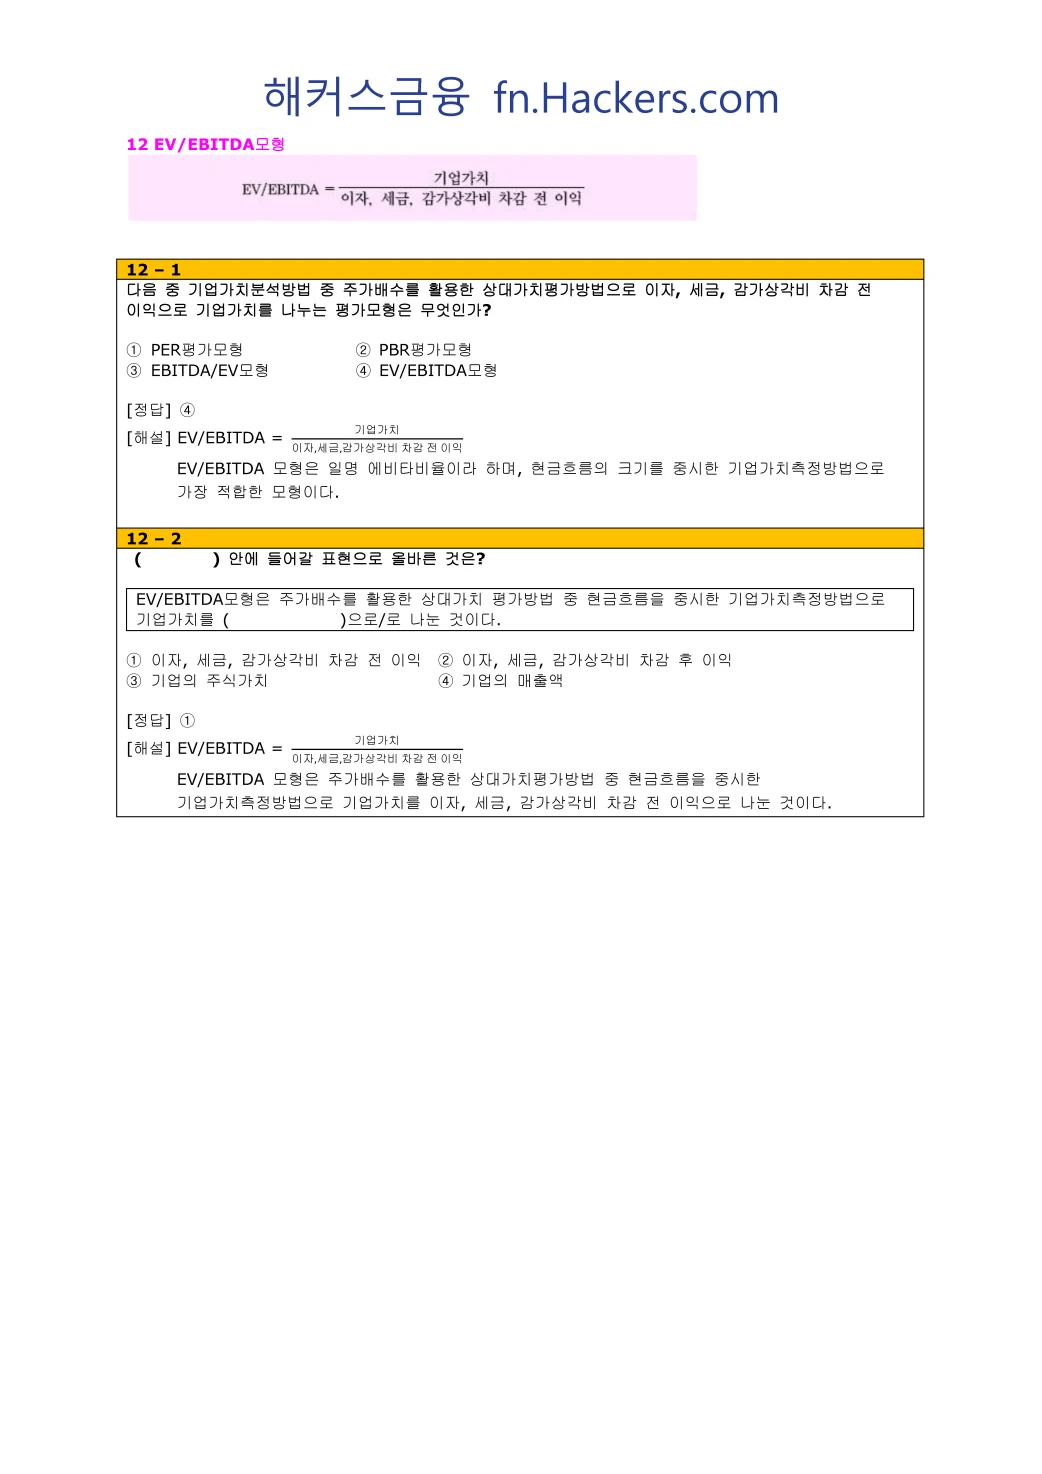 해커스금융 fn.Hackers.com
12 EV/EBITDA모형
EV/EBITDA = 기업가치
이자, 세금, 감가상각비 차감 전 이익
12 – 1
다음 중 기업가치분석방법 중 주가배수를 활용한 상대가치평가방법으로 이자, 세금, 감가상각비 차감 전
이익으로 기업가치를 나누는 평가모형은 무엇인가?
① PER평가모형 ② PBR평가모형
③ EBITDA/EV모형 ④ EV/EBITDA모형
[정답] ④
[해설] EV/EBITDA = 기업가치
이자,세금,감가상각비 차감 전 이익
EV/EBITDA 모형은 일명 에비타비율이라 하며, 현금흐름의 크기를 중시한 기업가치측정방법으로
가장 적합한 모형이다.
12 – 2
( ) 안에 들어갈 표현으로 올바른 것은?
EV/EBITDA모형은 주가배수를 활용한 상대가치 평가방법 중 현금흐름을 중시한 기업가치측정방법으로
기업가치를 ( )으로/로 나눈 것이다.
① 이자, 세금, 감가상각비 차감 전 이익 ② 이자, 세금, 감가상각비 차감 후 이익
③ 기업의 주식가치 ④ 기업의 매출액
[정답] ①
[해설] EV/EBITDA = 기업가치
이자,세금,감가상각비 차감 전 이익
EV/EBITDA 모형은 주가배수를 활용한 상대가치평가방법 중 현금흐름을 중시한
기업가치측정방법으로 기업가치를 이자, 세금, 감가상각비 차감 전 이익으로 나눈 것이다.